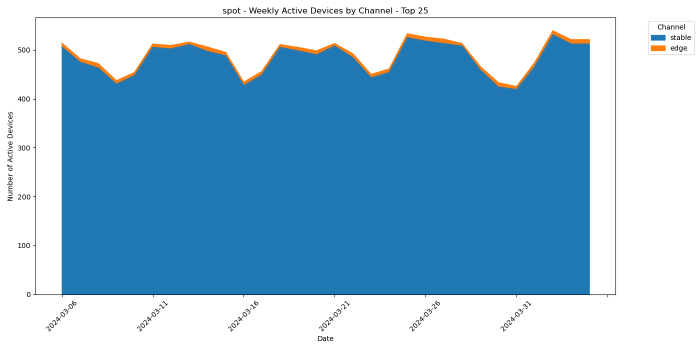 spot - Weekly Active Devices by Channel - Top 25
Channel
stable
edge
Number of Active Devices
500
400
300
200
100
0
2024-03-06
2024-03-11
2024-03-16
2024-03-21
2024-03-26
2024-03-31
Date